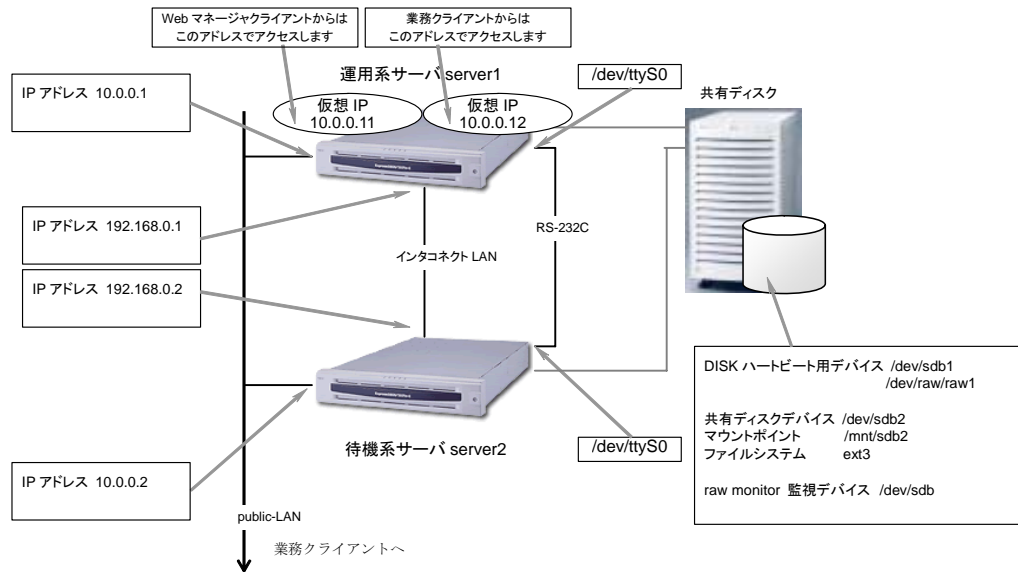 Web マネージャクライアントからは
このアドレスでアクセスします
業務クライアントからは
このアドレスでアクセスします
運用系サーバ server1
/dev/ttyS0
共有ディスク
IP アドレス 10.0.0.1
仮想 IP
10.0.0.11
仮想 IP
10.0.0.12
IP アドレス 192.168.0.1
RS-232C
インタコネクト LAN
IP アドレス 192.168.0.2
DISK ハートビート用デバイス /dev/sdb1
/dev/raw/raw1
共有ディスクデバイス /dev/sdb2
マウントポイント /mnt/sdb2
ファイルシステム ext3
raw monitor 監視デバイス /dev/sdb
待機系サーバ server2
/dev/ttyS0
IP アドレス 10.0.0.2
public-LAN
業務クライアントへ